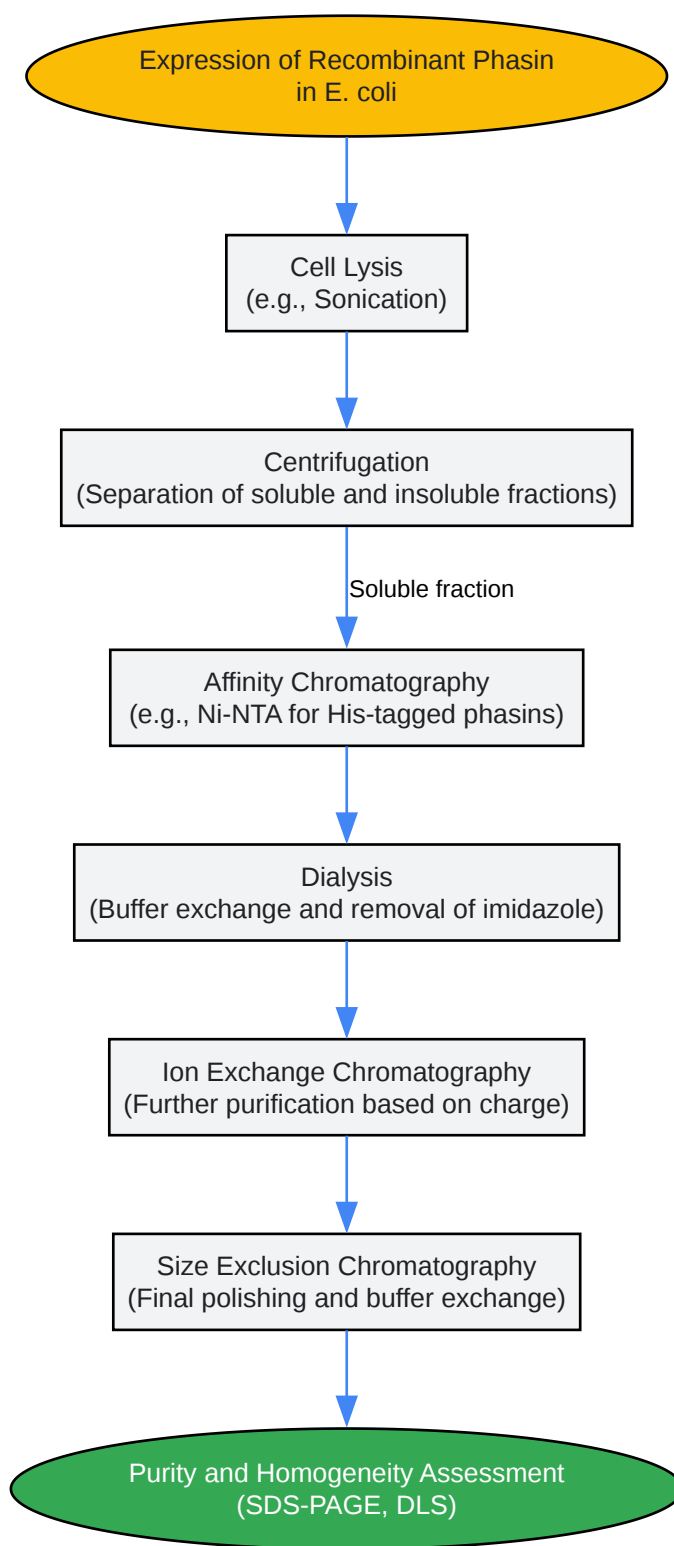 Expression of Recombinant Phasin
in E. coli
Cell Lysis
(e.g., Sonication)
Centrifugation
(Separation of soluble and insoluble fractions)
Soluble fraction
Affinity Chromatography
(e.g., Ni-NTA for His-tagged phasins)
Dialysis
(Buffer exchange and removal of imidazole)
Ion Exchange Chromatography
(Further purification based on charge)
Size Exclusion Chromatography
(Final polishing and buffer exchange)
Purity and Homogeneity Assessment
(SDS-PAGE, DLS)